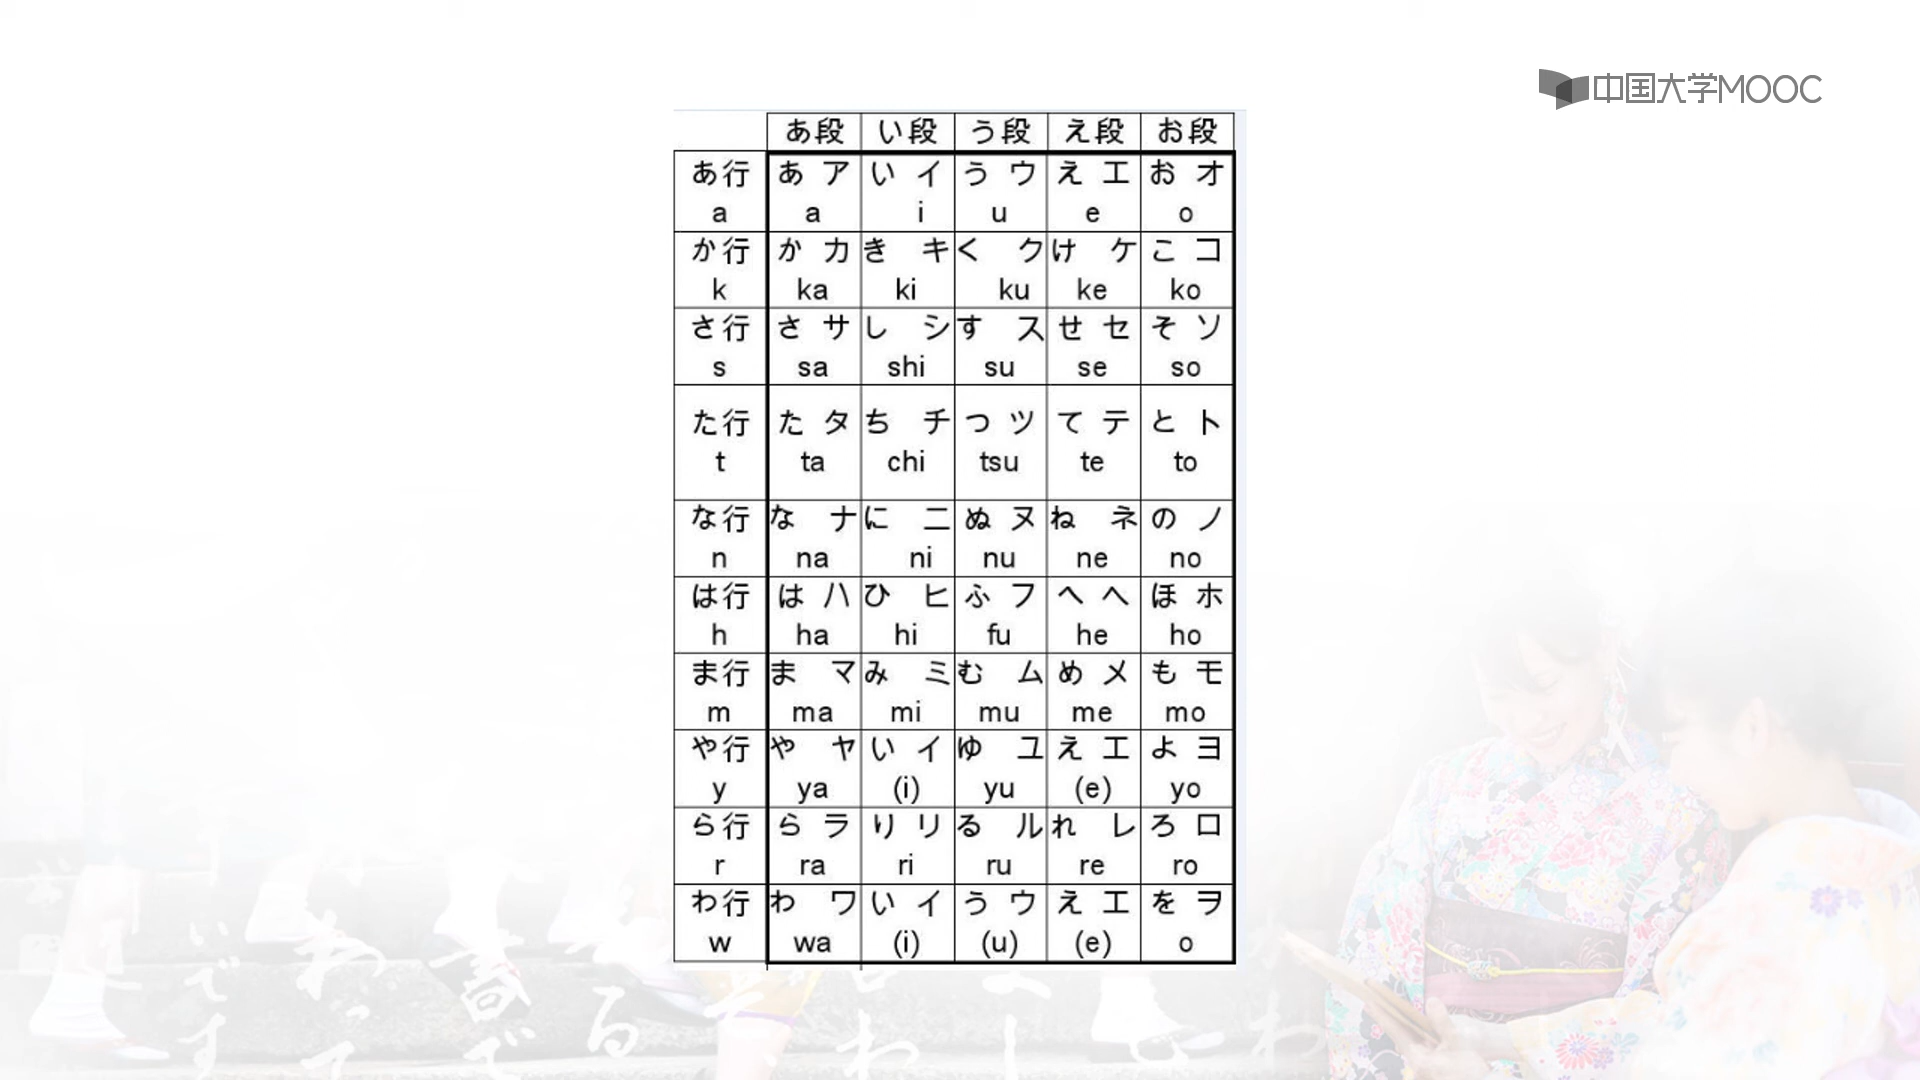 中国大学MOOC
あ段 い段 う段 え段 お段
あ行 あ ア い イ う ウ え エ お オ
a a i u e o
か行 か カ き キ く ク け ケ こ コ
k ka ki ku ke ko
さ行 さ サ し シ す ス せ セ そ ソ
s sa shi su se so
た行 た タ ち チ つ ツ て テ と ト
t ta chi tsu te to
な行 な ナ に ニ ぬ ヌ ね ネ の ノ
n na ni nu ne no
は行 は ハ ひ ヒ ふ フ へ ヘ ほ ホ
h ha hi fu he ho
ま行 ま マ み ミ む ム め メ も モ
m ma mi mu me mo
や行 や ヤ い イ ゆ ユ え エ よ ヨ
y ya (i) yu (e) yo
ら行 ら ラ り リ る ル れ レ ろ ロ
r ra ri ru re ro
わ行 わ ワ い イ う ウ え エ を ヲ
w wa (i) (u) (e) o